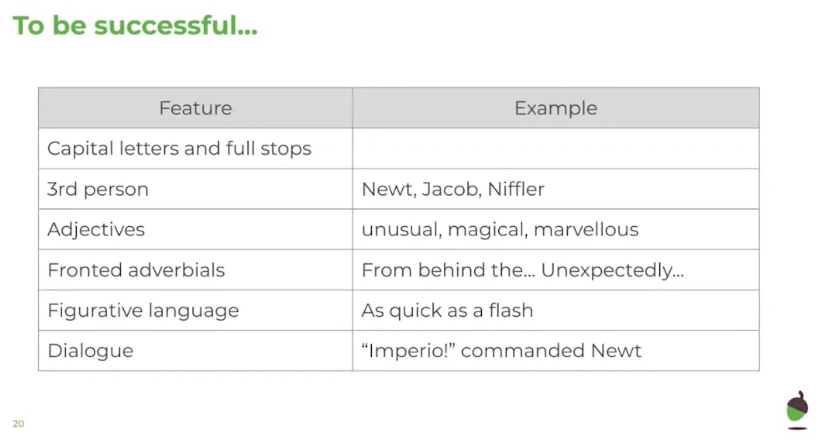 To be successful...
Feature Example
Capital letters and full stops
3rd person Newt, Jacob, Niffler
Adjectives unusual, magical, marvellous
Fronted adverbials From behind the... Unexpectedly...
Figurative language As quick as a flash
Dialogue “Imperio!” commanded Newt
20